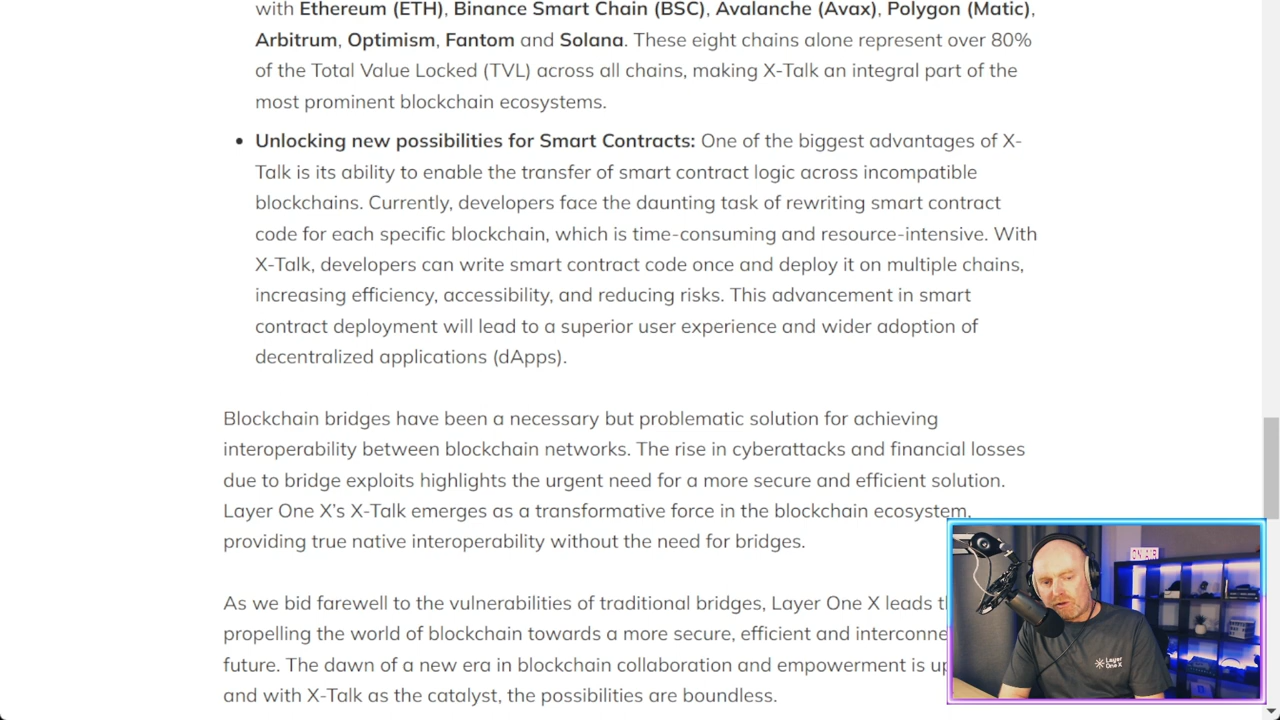 with Ethereum (ETH), Binance Smart Chain (BSC), Avalanche (Avax), Polygon (Matic),
Arbitrum, Optimism, Fantom and Solana. These eight chains alone represent over 80%
of the Total Value Locked (TVL) across all chains, making X-Talk an integral part of the
most prominent blockchain ecosystems.
• Unlocking new possibilities for Smart Contracts: One of the biggest advantages of X-
Talk is its ability to enable the transfer of smart contract logic across incompatible
blockchains. Currently, developers face the daunting task of rewriting smart contract
code for each specific blockchain, which is time-consuming and resource-intensive. With
X-Talk, developers can write smart contract code once and deploy it on multiple chains,
increasing efficiency, accessibility, and reducing risks. This advancement in smart
contract deployment will lead to a superior user experience and wider adoption of
decentralized applications (dApps).
Blockchain bridges have been a necessary but problematic solution for achieving
interoperability between blockchain networks. The rise in cyberattacks and financial losses
due to bridge exploits highlights the urgent need for a more secure and efficient solution.
Layer One X’s X-Talk emerges as a transformative force in the blockchain ecosystem,
providing true native interoperability without the need for bridges.
As we bid farewell to the vulnerabilities of traditional bridges, Layer One X leads
propelling the world of blockchain towards a more secure, efficient and interconne
future. The dawn of a new era in blockchain collaboration and empowerment is
and with X-Talk as the catalyst, the possibilities are boundless.
ON AIR
Layer
One X